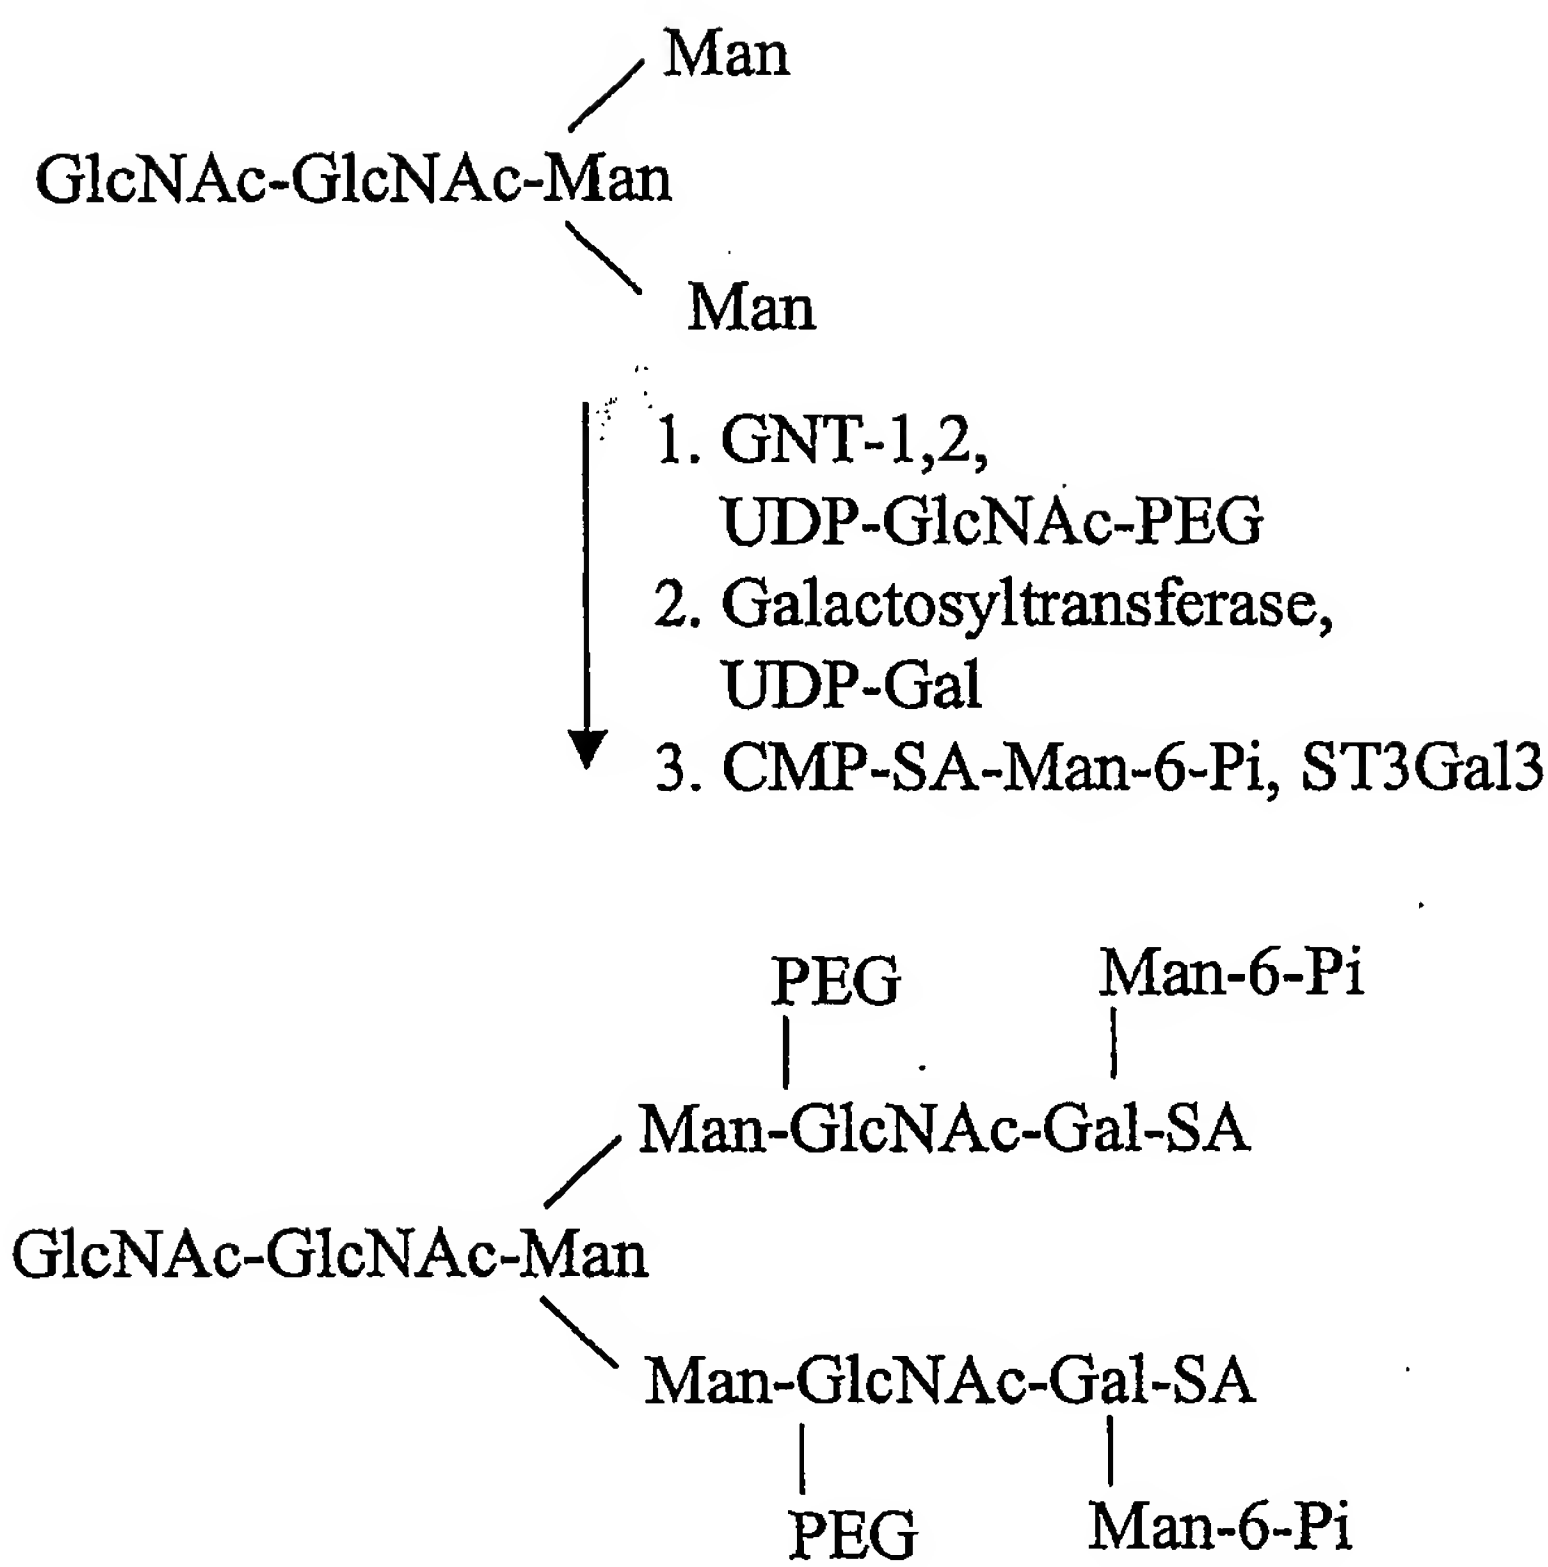 Man
GlcNAc-GlcNAc-Man
Man
1. GNT-1,2,
UDP-GlcNAc-PEG
2. Galactosyltransferase,
UDP-Gal
3. CMP-SA-Man-6-Pi, ST3Gal3
PEG Man-6-Pi
Man-GlcNAc-Gal-SA
GlcNAc-GlcNAc-Man
Man-GlcNAc-Gal-SA
PEG Man-6-Pi